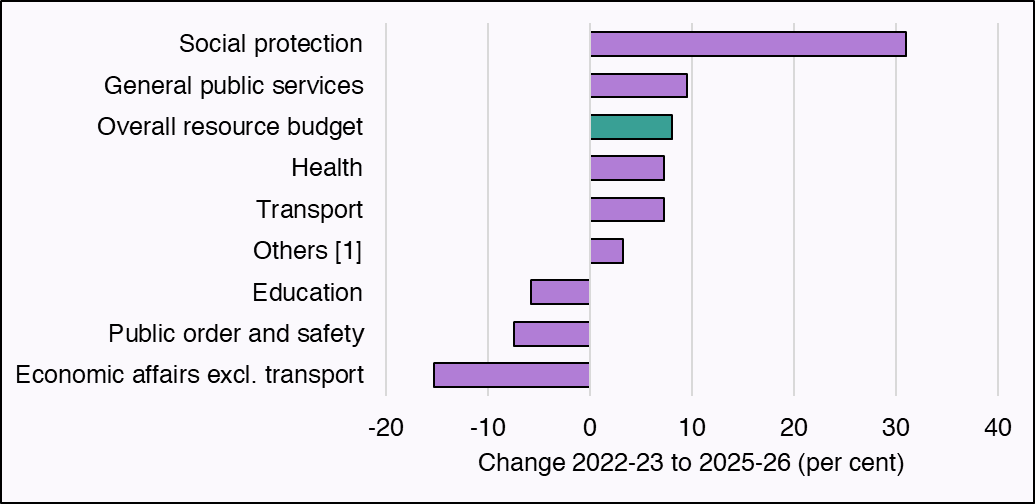 Social protection
General public services
Overall resource budget
Health
Transport
Others [1]
Education
Public order and safety
Economic affairs excl. transport
-20 -10 0 10 20 30 40
Change 2022-23 to 2025-26 (per cent)